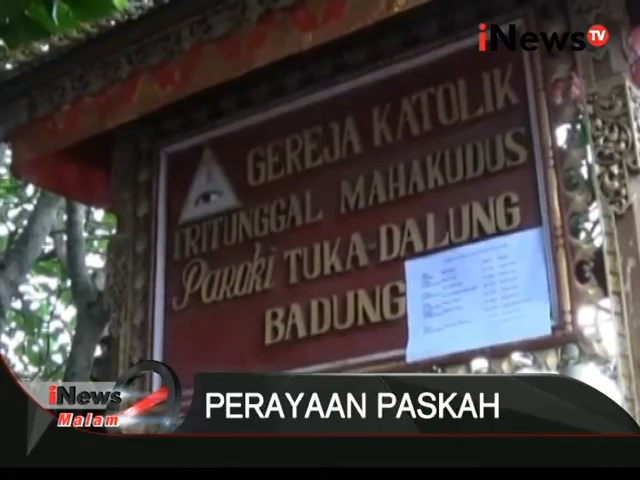 iNews TV
GEREJA KATOLIK
TRITUNGGAL MAHAKUDUS
Paroki TUKA-DALUNG
BADUNG
iNews
Malam
PERAYAAN PASKAH